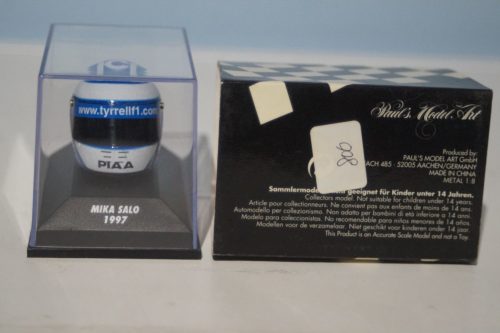 www.tyrrellf1.com
PIAA
MIKA SALO
1997
Paul's Model Art
Produced by:
PAUL'S MODEL ART GmbH
ACH 485 · 52005 AACHEN/GERMANY
MADE IN CHINA
METAL 1:8
908
Sammlermode geeignet für Kinder unter 14 Jahren.
Collectors model. Not suitable for children under 14 years.
Article pour collectionneurs. Ne convient pas aux enfants de moins de 14 ans.
Automodello per collezionismo. Non adatto per bambini di età inferiore a 14 anni.
Modelo para coleccionistas. No recomendable para niños menores de 14 años.
Modellen voor de verzamelaar. Niet geschikt voor kinderen onder 14 jaar.
This Product is an Accurate Scale Model and not a Toy.